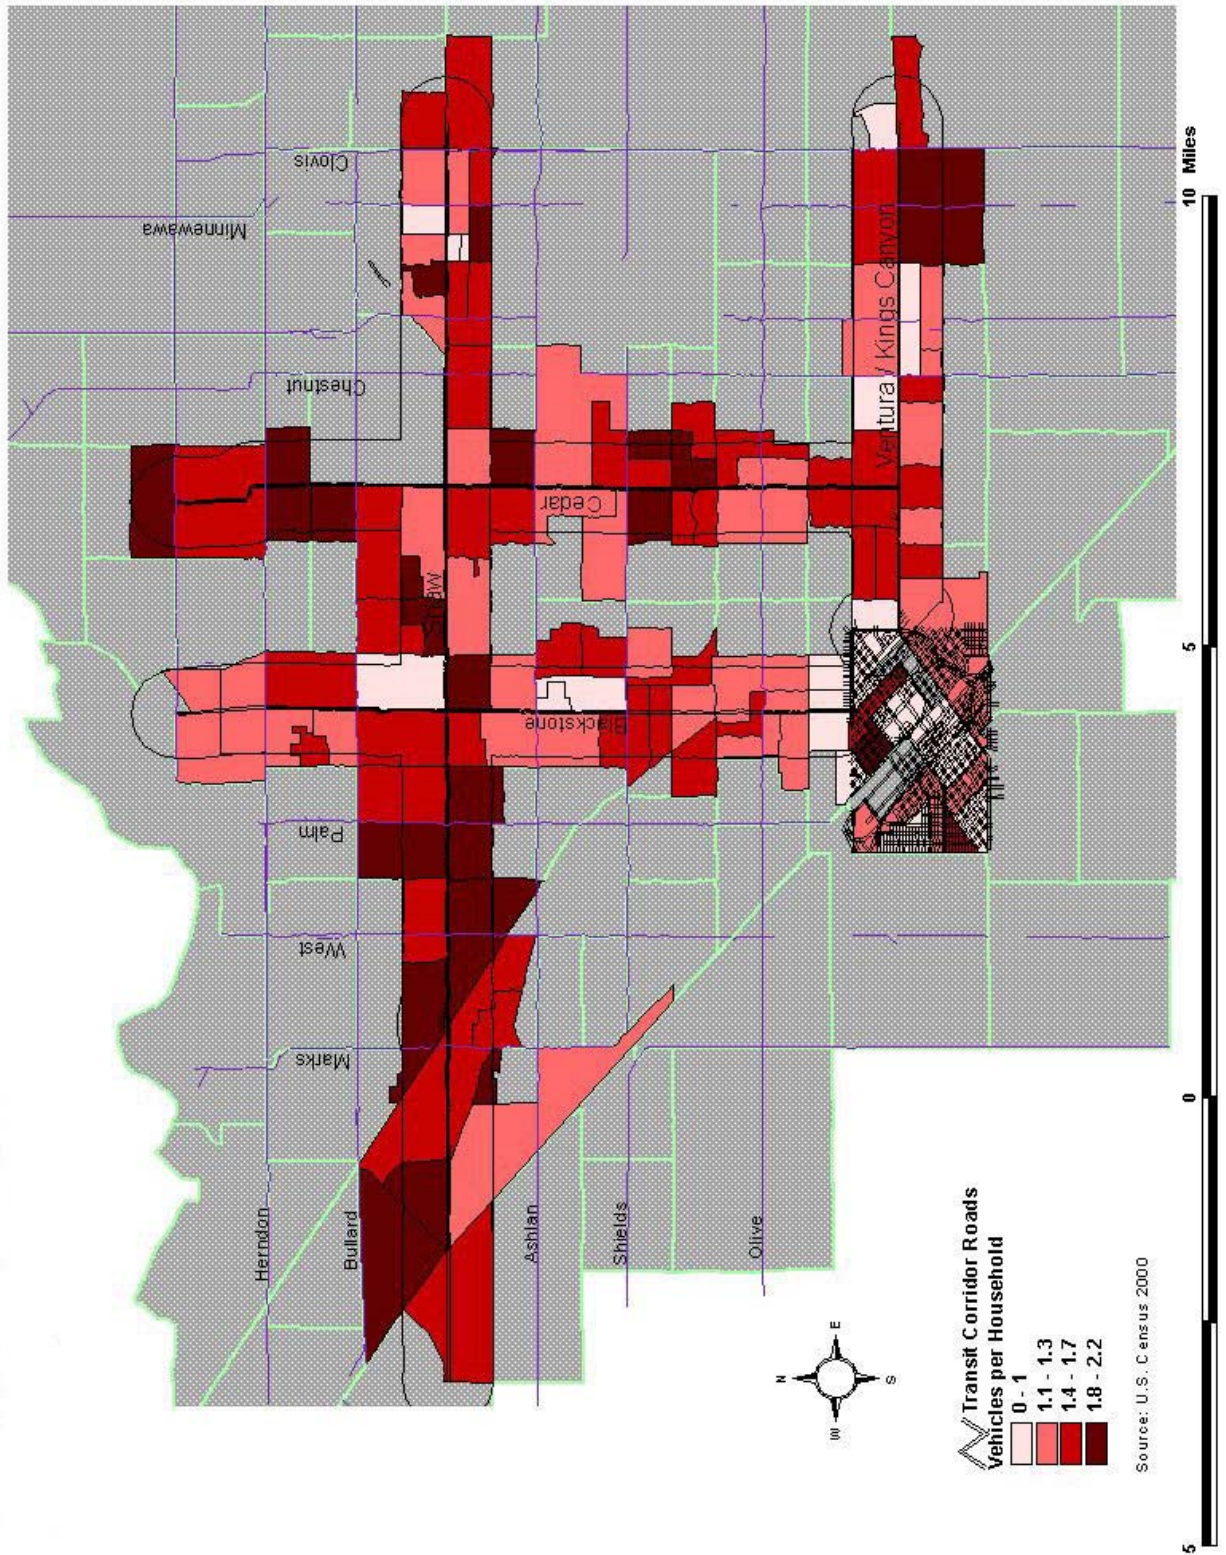 Minnewawa
Clovis
Chestnut
Palm
West
Marks
Herndon
Bullard
Shaw
Ashlan
Cedar
Blackstone
Shields
Olive
Ventura / Kings Canyon
N
W
E
S
Transit Corridor Roads
Vehicles per Household
0 - 1
1.1 - 1.3
1.4 - 1.7
1.8 - 2.2
Source: U.S. Census 2000
5
0
5
10 Miles